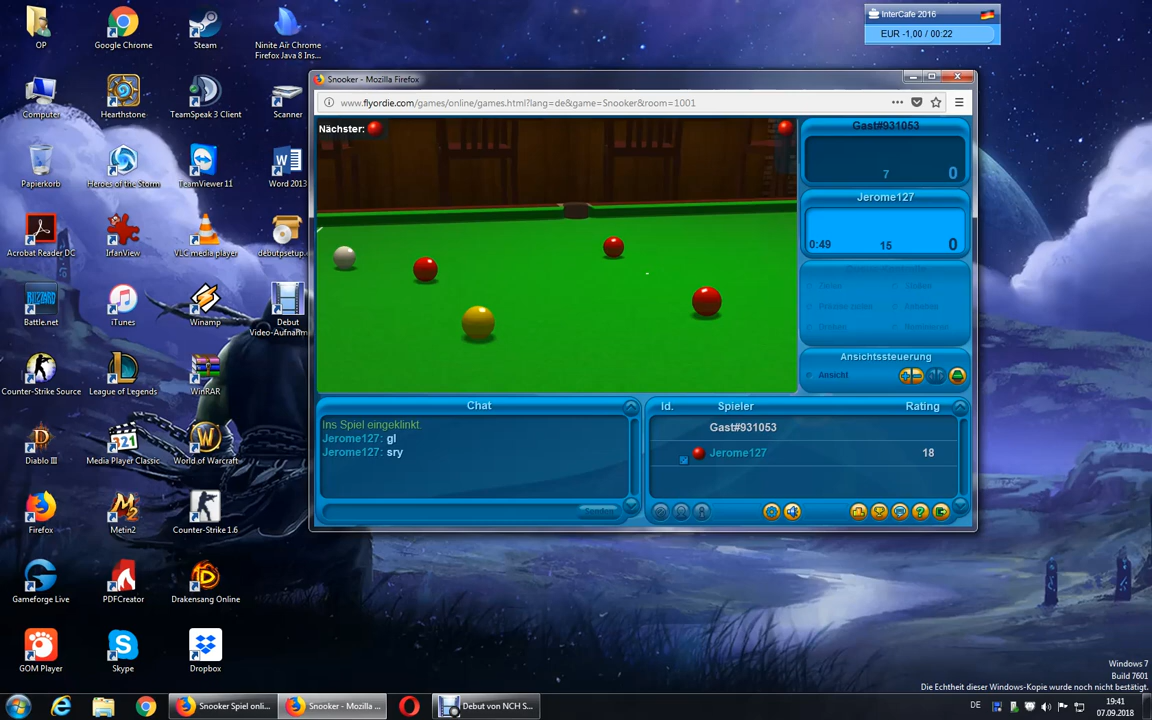 OP
Google Chrome
Steam
Ninite Air Chrome
Firefox Java 8 Ins...
Computer
Hearthstone
TeamSpeak 3 Client
Scanner
Papierkorb
Heroes of the Storm
TeamViewer 11
Word 2013
Acrobat Reader DC
IrfanView
VLC media player
debutpsetup.
Battle.net
iTunes
Winamp
Debut
Video-Aufnahm
Counter-Strike Source
League of Legends
WinRAR
Diablo III
Media Player Classic
World of Warcraft
Firefox
Metin2
Counter-Strike 1.6
Gameforge Live
PDFCreator
Drakensang Online
GOM Player
Skype
Dropbox
InterCafe 2016
EUR -1,00 / 00:22
Snooker - Mozilla Firefox
www.flyordie.com/games/online/games.html?lang=de&game=Snooker&room=1001
Nächster:
Gast#931053
7 0
Jerome127
0:49 15 0
Ansichtssteuerung
Ansicht
Chat
Ins Spiel eingeklinkt.
Jerome127: gl
Jerome127: sry
Id. Spieler Rating
Gast#931053
Jerome127 18
Windows 7
Build 7601
Die Echtheit dieser Windows-Kopie wurde noch nicht bestätigt.
Snooker Spiel onli...
Snooker - Mozilla ...
Debut von NCH S...
DE
19:41
07.09.2018